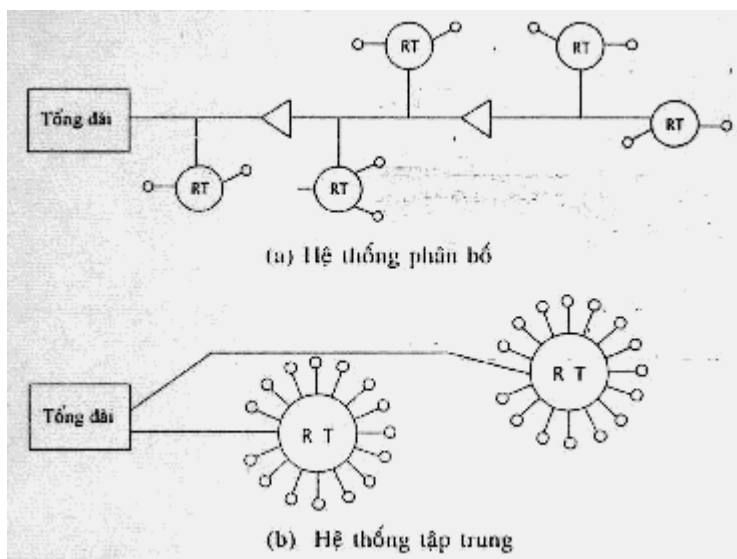 RT
RT
Tổng đài
RT
RT
RT
(a) Hệ thống phân bố
R T
Tổng đài
R T
(b) Hệ thống tập trung